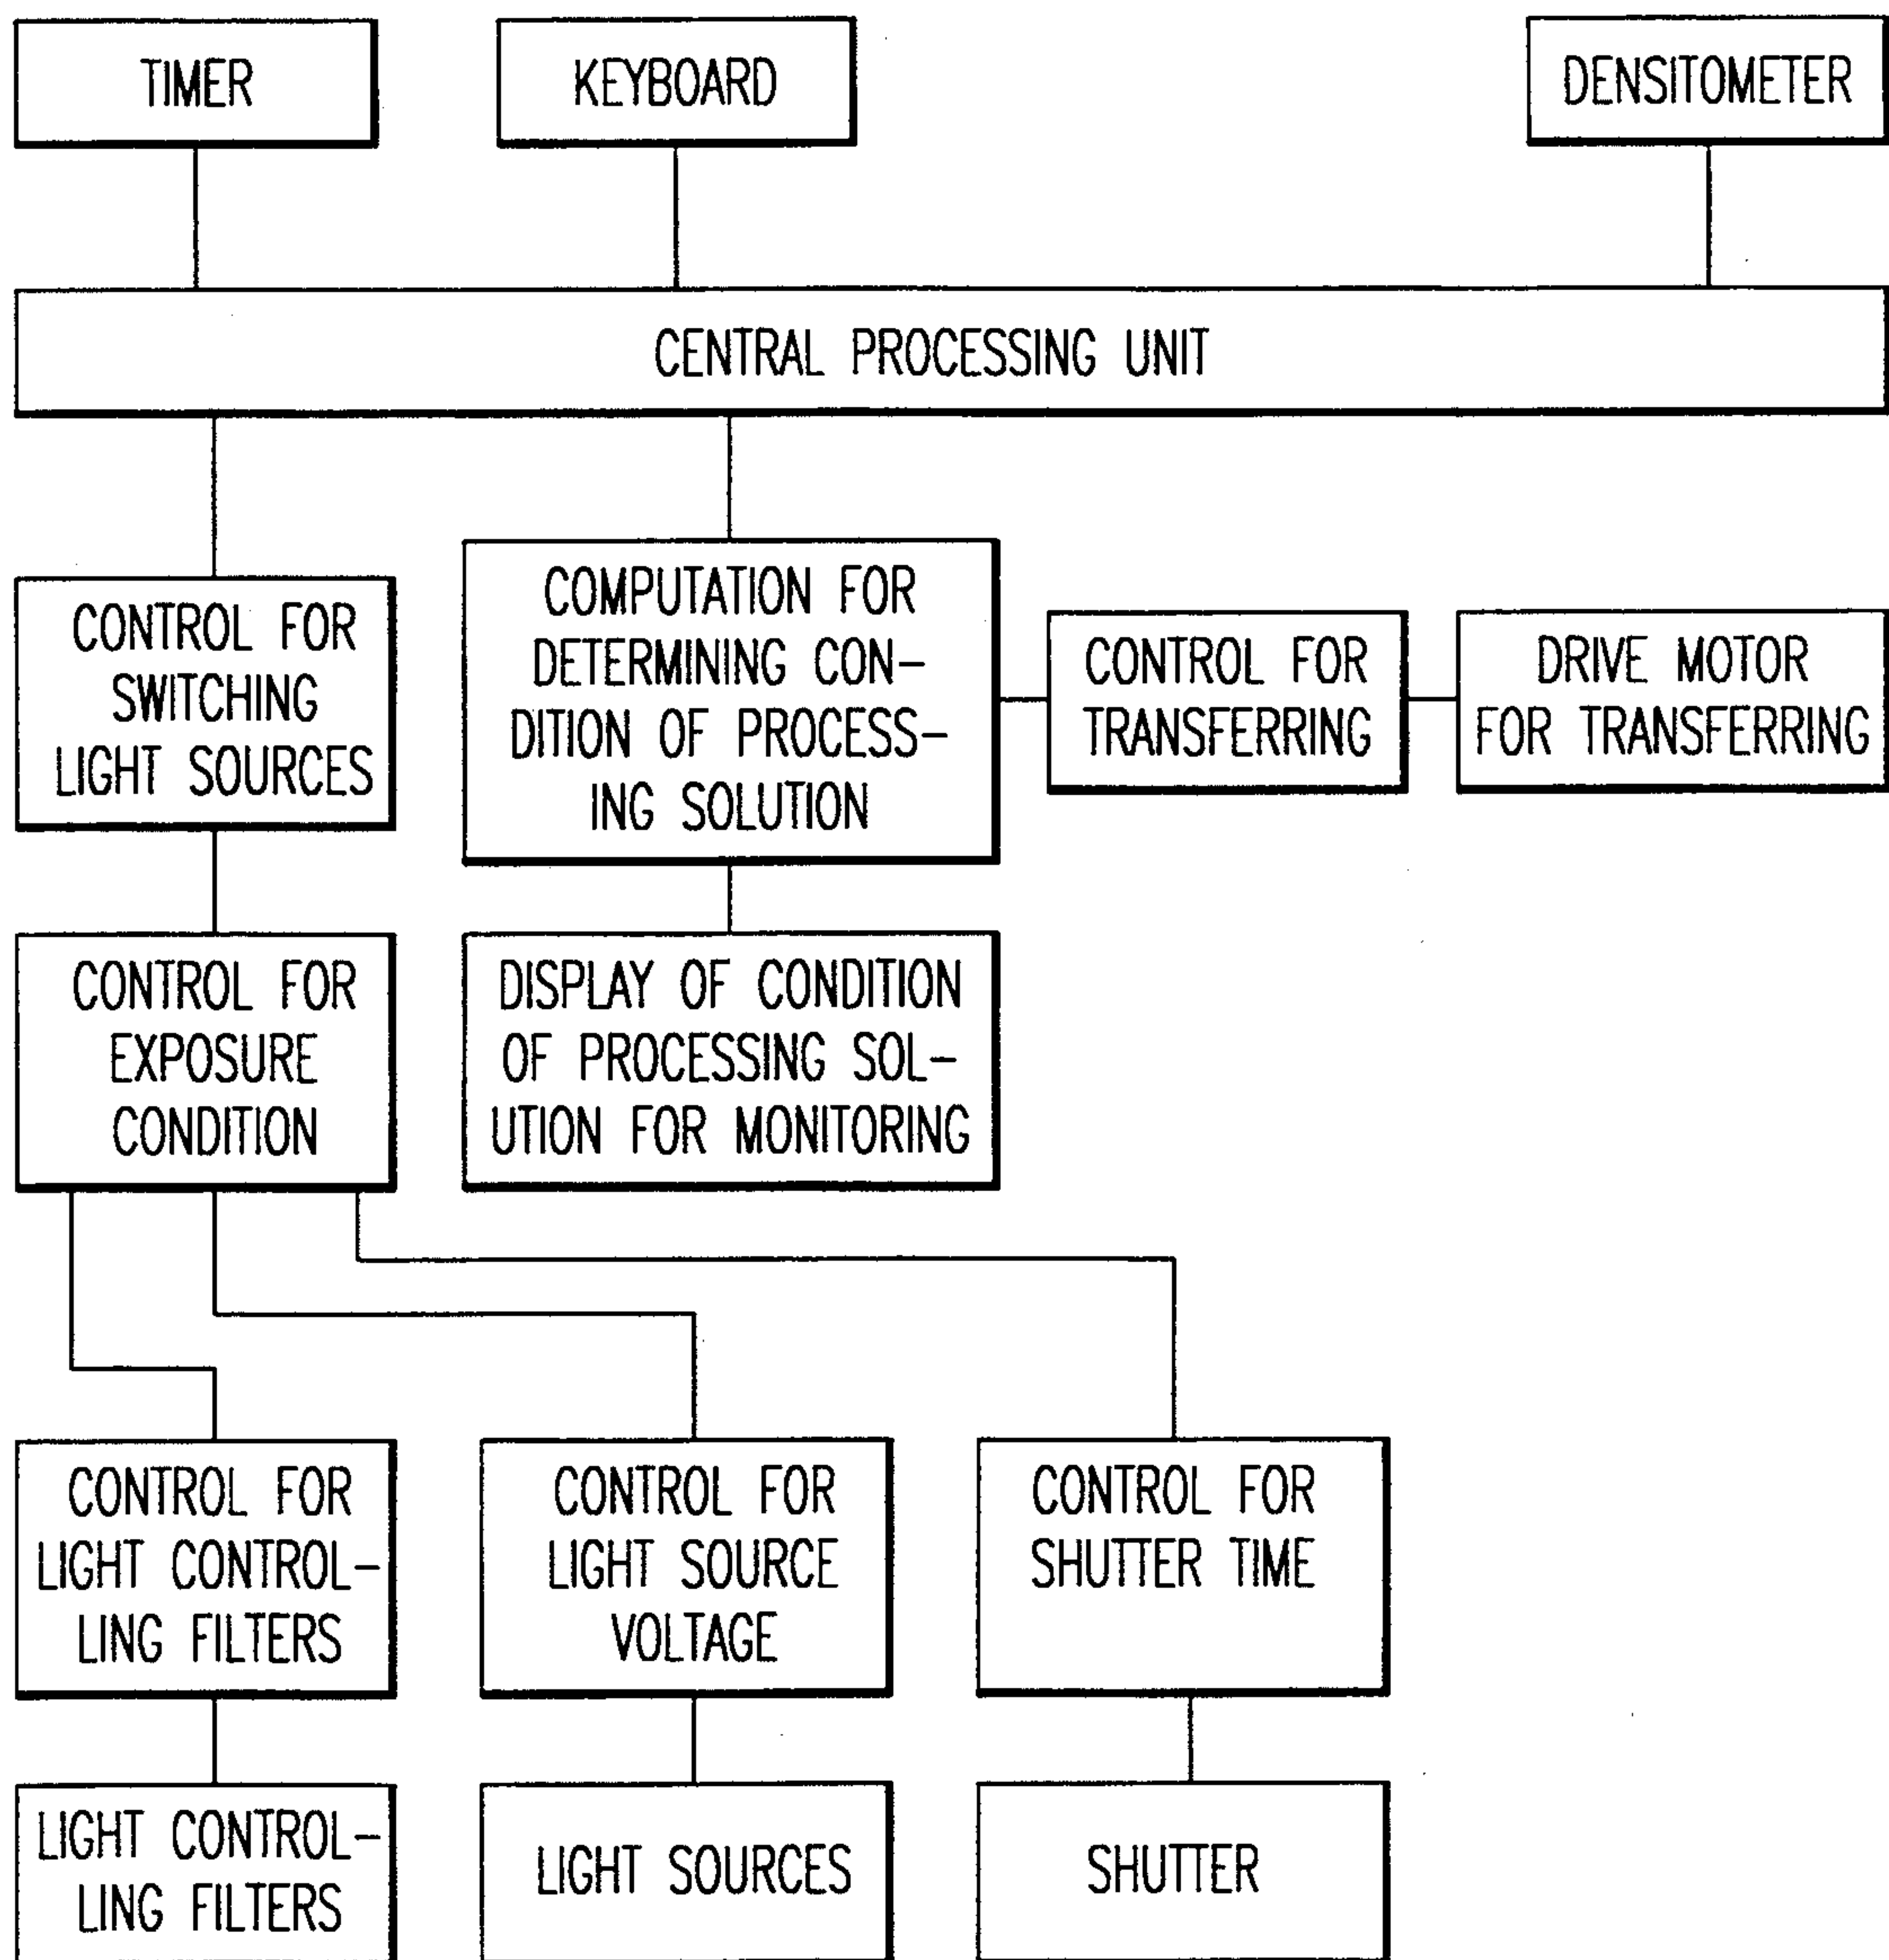 TIMER
KEYBOARD
DENSITOMETER
CENTRAL PROCESSING UNIT
CONTROL FOR
SWITCHING
LIGHT SOURCES
COMPUTATION FOR
DETERMINING CON-
DITION OF PROCESS-
ING SOLUTION
CONTROL FOR
TRANSFERRING
DRIVE MOTOR
FOR TRANSFERRING
CONTROL FOR
EXPOSURE
CONDITION
DISPLAY OF CONDITION
OF PROCESSING SOL-
UTION FOR MONITORING
CONTROL FOR
LIGHT CONTROL-
LING FILTERS
CONTROL FOR
LIGHT SOURCE
VOLTAGE
CONTROL FOR
SHUTTER TIME
LIGHT CONTROL-
LING FILTERS
LIGHT SOURCES
SHUTTER